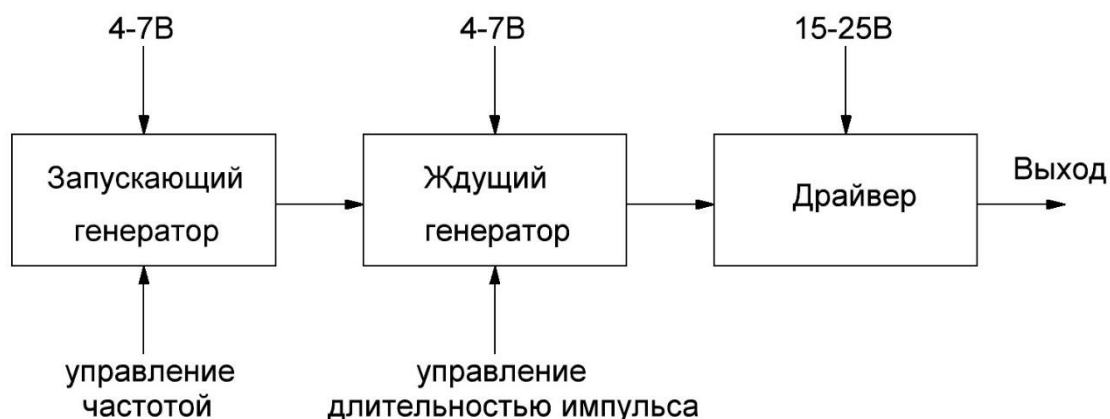 4-7В
4-7В
15-25В
Запускающий
генератор
Ждущий
генератор
Драйвер
Выход
управление
частотой
управление
длительностью импульса